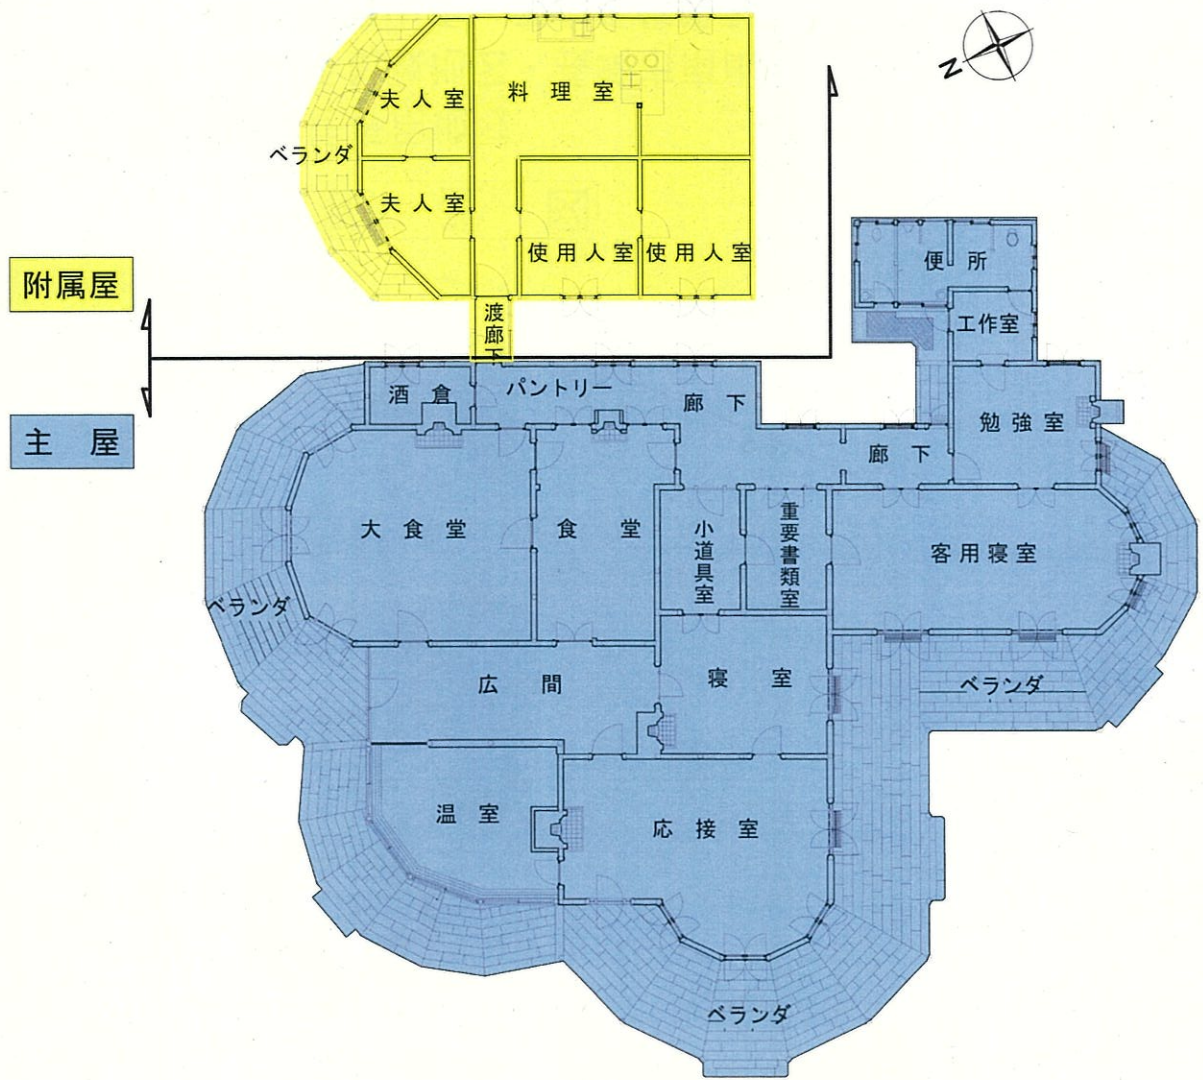 N
夫人室
料理室
ベランダ
夫人室
使用人室
使用人室
附属屋
渡廊下
便所
工作室
酒倉
パントリー
廊下
勉強室
主屋
廊下
大食堂
食堂
小道具室
重要書類室
客用寝室
ベランダ
広間
寝室
ベランダ
温室
応接室
ベランダ